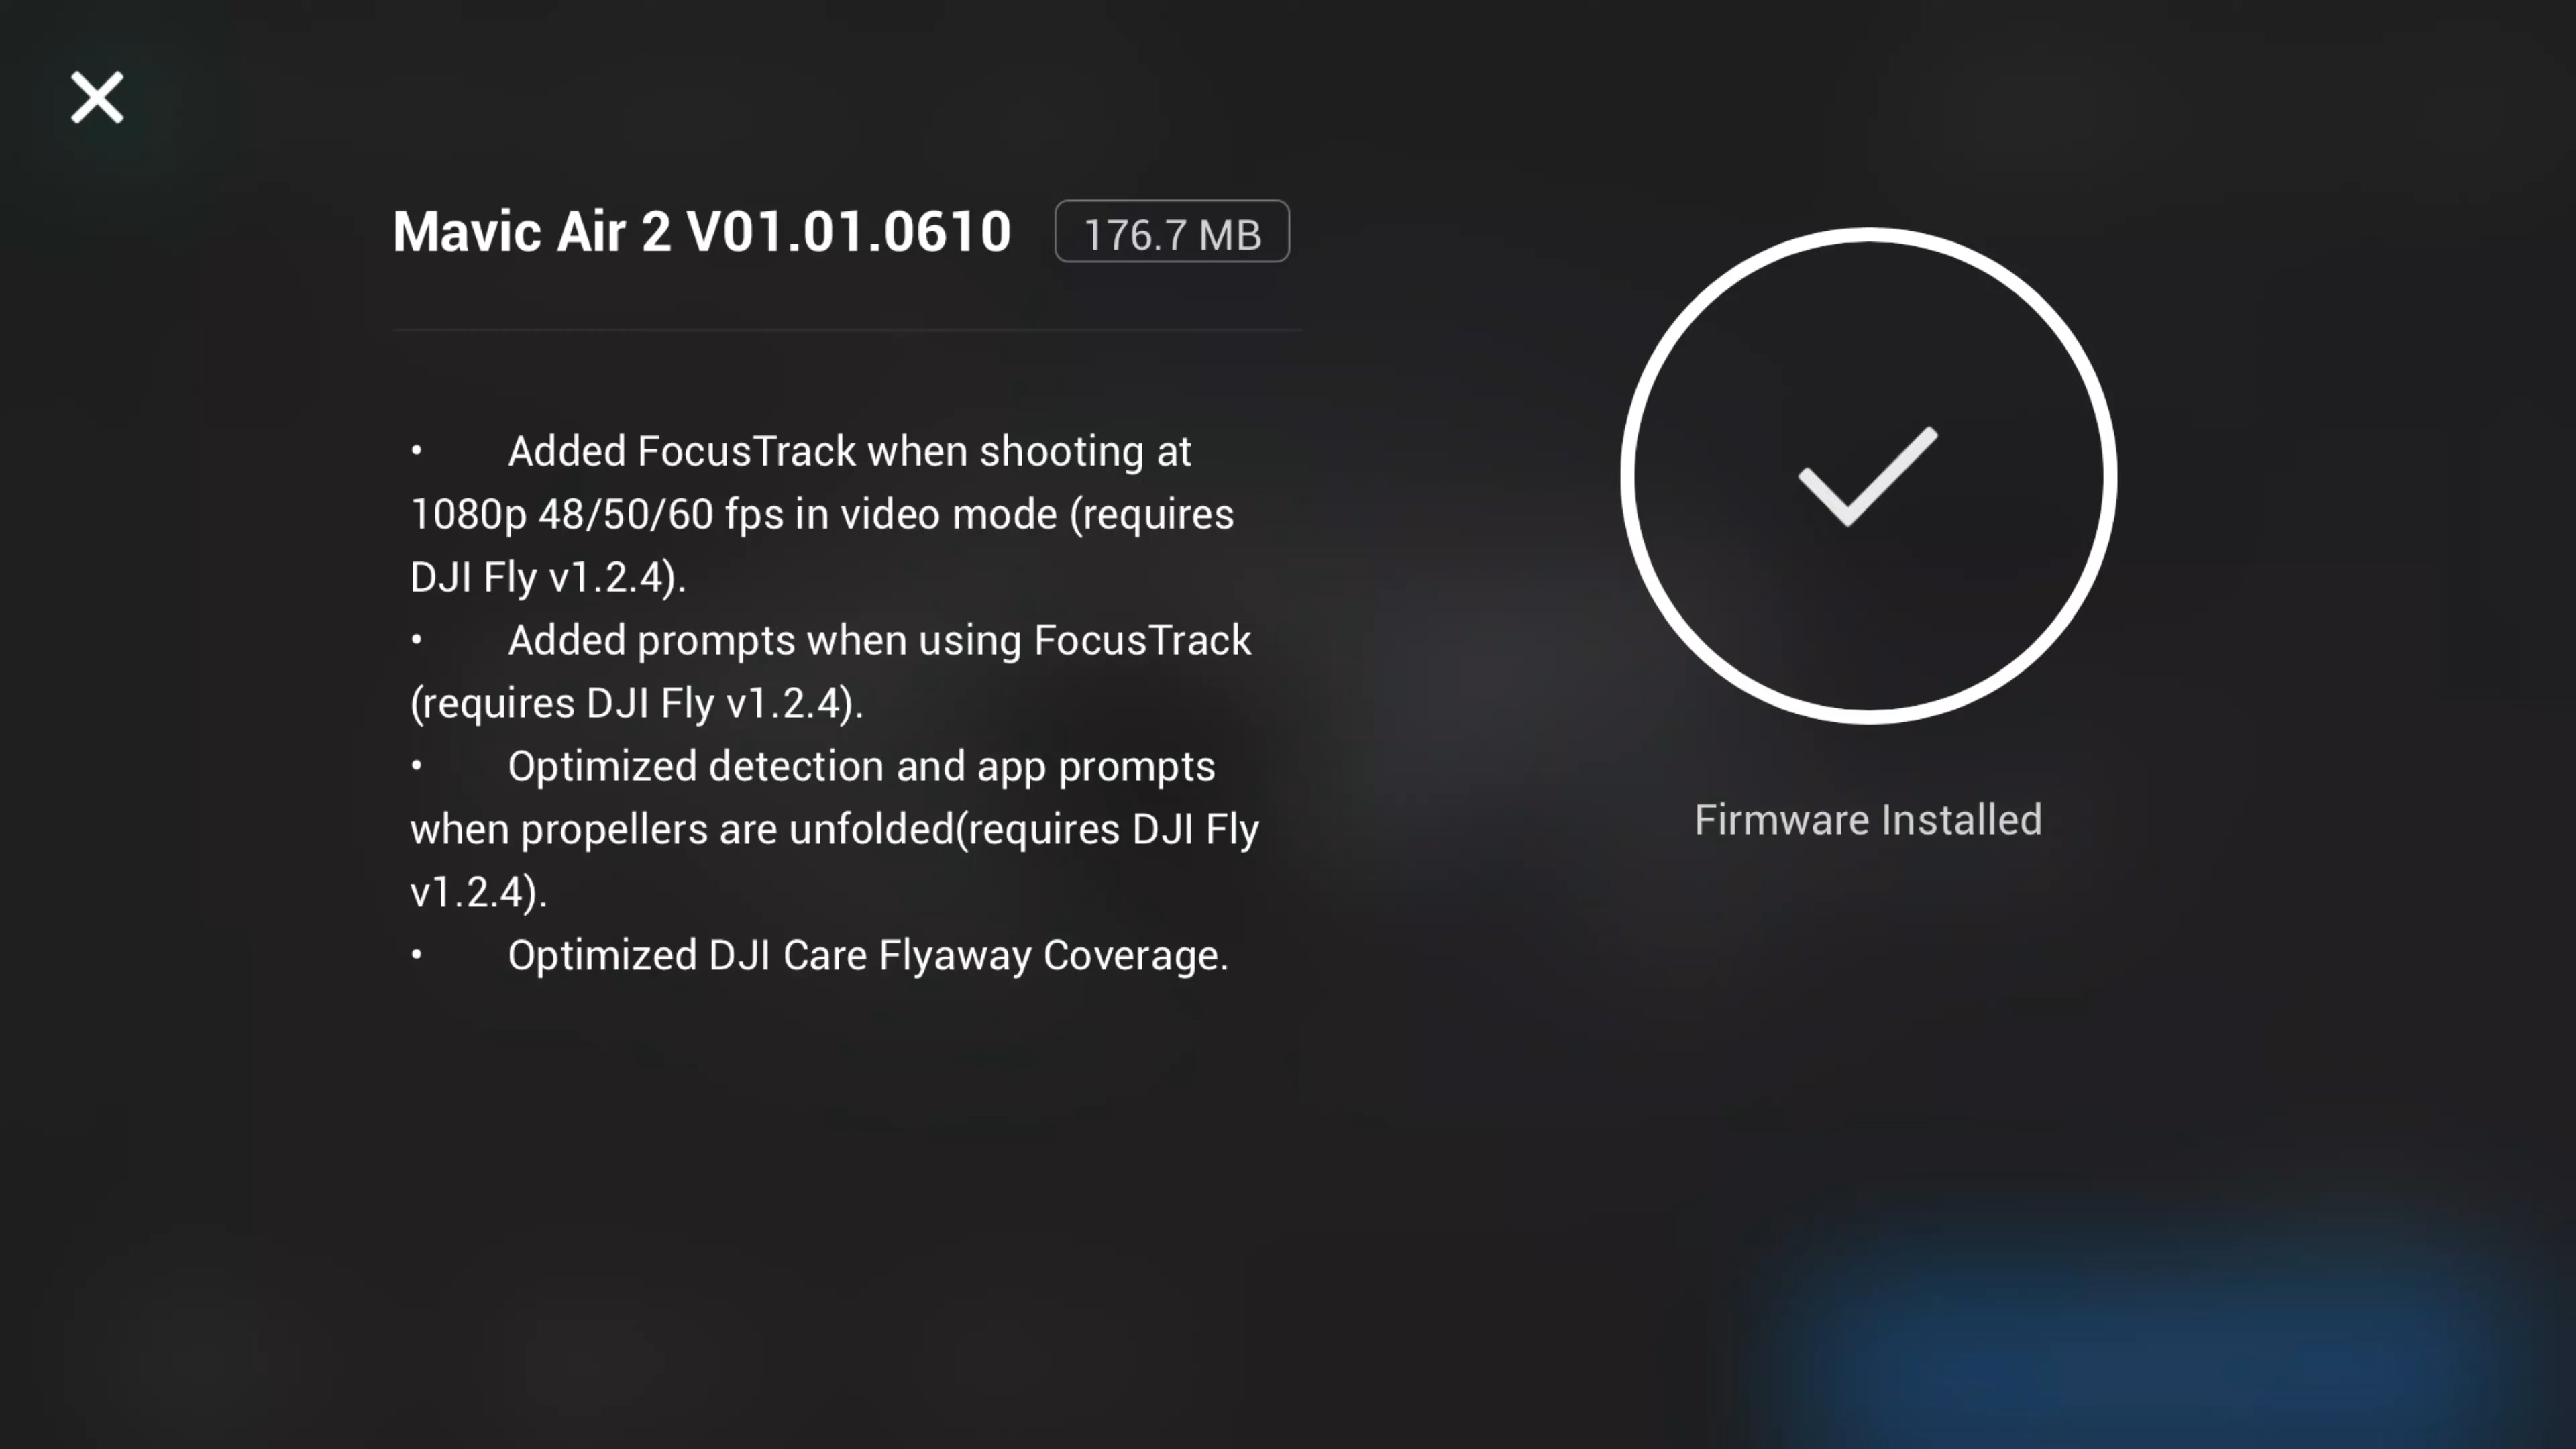 Mavic Air 2 V01.01.0610 176.7 MB
• Added FocusTrack when shooting at
1080p 48/50/60 fps in video mode (requires
DJI Fly v1.2.4).
• Added prompts when using FocusTrack
(requires DJI Fly v1.2.4).
• Optimized detection and app prompts
when propellers are unfolded(requires DJI Fly
v1.2.4).
• Optimized DJI Care Flyaway Coverage.
Firmware Installed